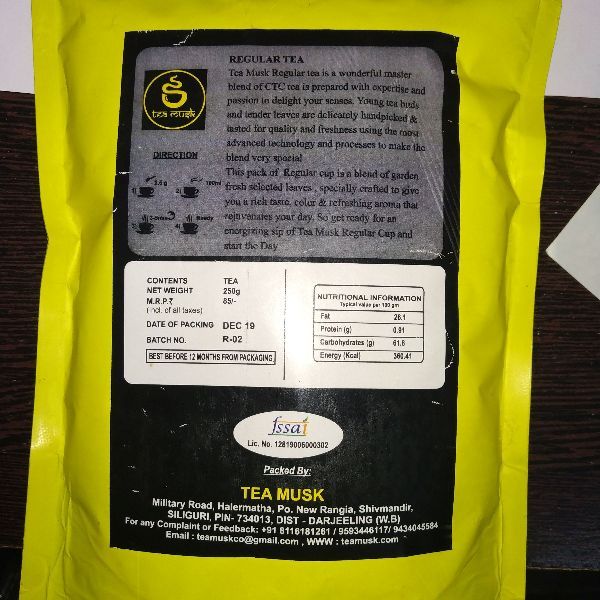 REGULAR TEA
Tea Musk Regular tea is a wonderful master
blend of CTC tea is prepared with expertise and
passion to delight your senses. Young tea buds
and tender leaves are delicately handpicked &
tasted for quality and freshness using the most
advanced technology and processes to make the
blend very special
This pack of Regular cup is a blend of garden
fresh selected leaves , specially crafted to give
you a rich taste, color & refreshing aroma that
rejuvenates your day. So get ready for an
energizing sip of Tea Musk Regular Cup and
start the Day
tea musk
DIRECTION
1) 2.5 g
2) 100ml
3)
4) Ready
CONTENTS TEA
NET WEIGHT 250g
M.R.P.₹ 85/-
(incl. of all taxes)
DATE OF PACKING DEC 19
BATCH NO. R-02
BEST BEFORE 12 MONTHS FROM PACKAGING
NUTRITIONAL INFORMATION
Typical value per 100 gm
Fat 26.1
Protein (g) 0.91
Carbohydrates (g) 61.8
Energy (Kcal) 360.41
fssai
Lic. No. 12819006000302
Packed By:
TEA MUSK
Military Road, Halermatha, Po. New Rangia, Shivmandir,
SILIGURI, PIN- 734013, DIST - DARJEELING (W.B)
For any Complaint or Feedback: +91 8116181261 / 9593446117/ 9434045584
Email : teamuskco@gmail.com , WWW : teamusk.com